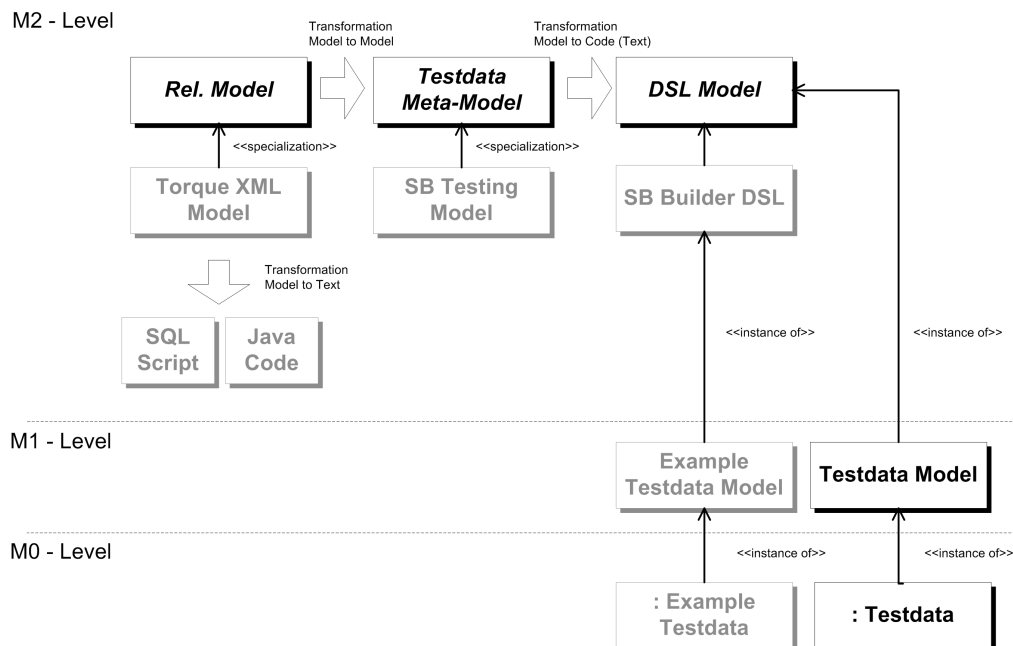 M2 - Level
Transformation
Model to Model
Transformation
Model to Code (Text)
Rel. Model
Testdata
Meta-Model
DSL Model
<<specialization>>
<<specialization>>
Torque XML
Model
SB Testing
Model
SB Builder DSL
Transformation
Model to Text
SQL
Script
Java
Code
<<instance of>>
<<instance of>>
M1 - Level
Example
Testdata Model
Testdata Model
M0 - Level
<<instance of>>
<<instance of>>
: Example
Testdata
: Testdata